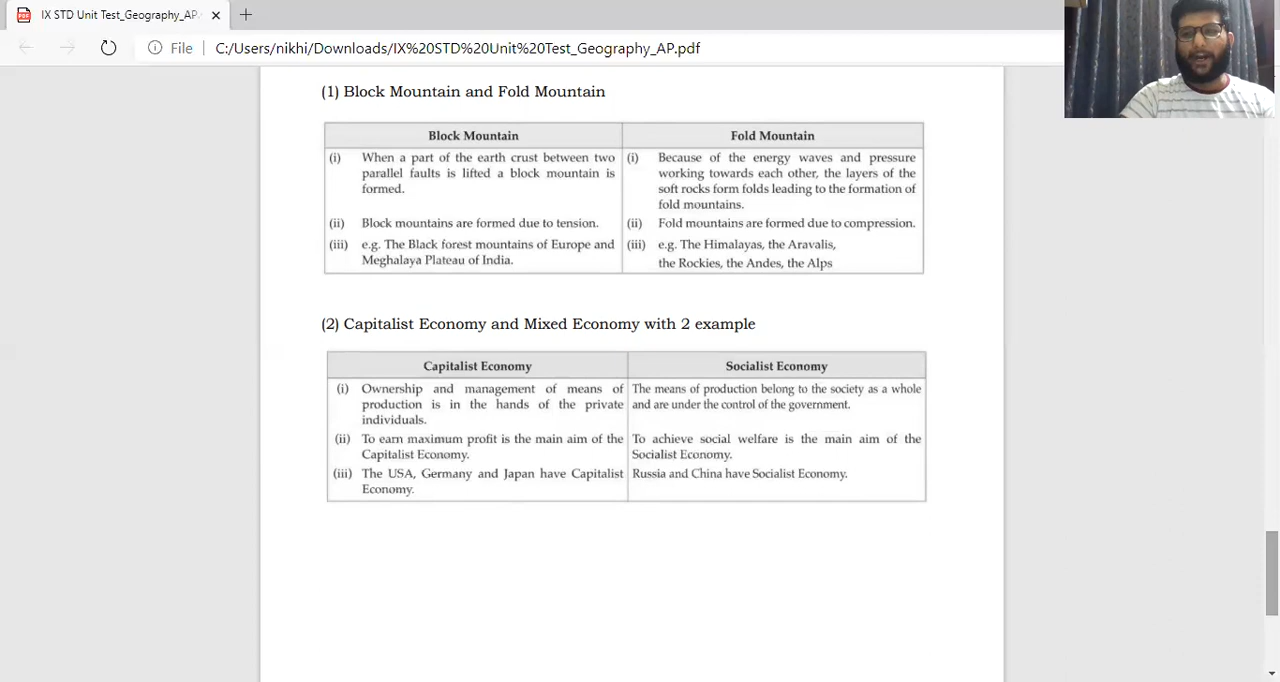 IX STD Unit Test_Geography_AP.
File
C:/Users/nikhi/Downloads/IX%20STD%20Unit%20Test_Geography_AP.pdf
(1) Block Mountain and Fold Mountain
Block Mountain
(i) When a part of the earth crust between two
parallel faults is lifted a block mountain is
formed.
(ii) Block mountains are formed due to tension.
(iii) e.g. The Black forest mountains of Europe and
Meghalaya Plateau of India.
Fold Mountain
(i) Because of the energy waves and pressure
working towards each other, the layers of the
soft rocks form folds leading to the formation of
fold mountains.
(ii) Fold mountains are formed due to compression.
(iii) e.g. The Himalayas, the Aravalis,
the Rockies, the Andes, the Alps
(2) Capitalist Economy and Mixed Economy with 2 example
Capitalist Economy
(i) Ownership and management of means of
production is in the hands of the private
individuals.
(ii) To earn maximum profit is the main aim of the
Capitalist Economy.
(iii) The USA, Germany and Japan have Capitalist
Economy.
Socialist Economy
The means of production belong to the society as a whole
and are under the control of the government.
To achieve social welfare is the main aim of the
Socialist Economy.
Russia and China have Socialist Economy.